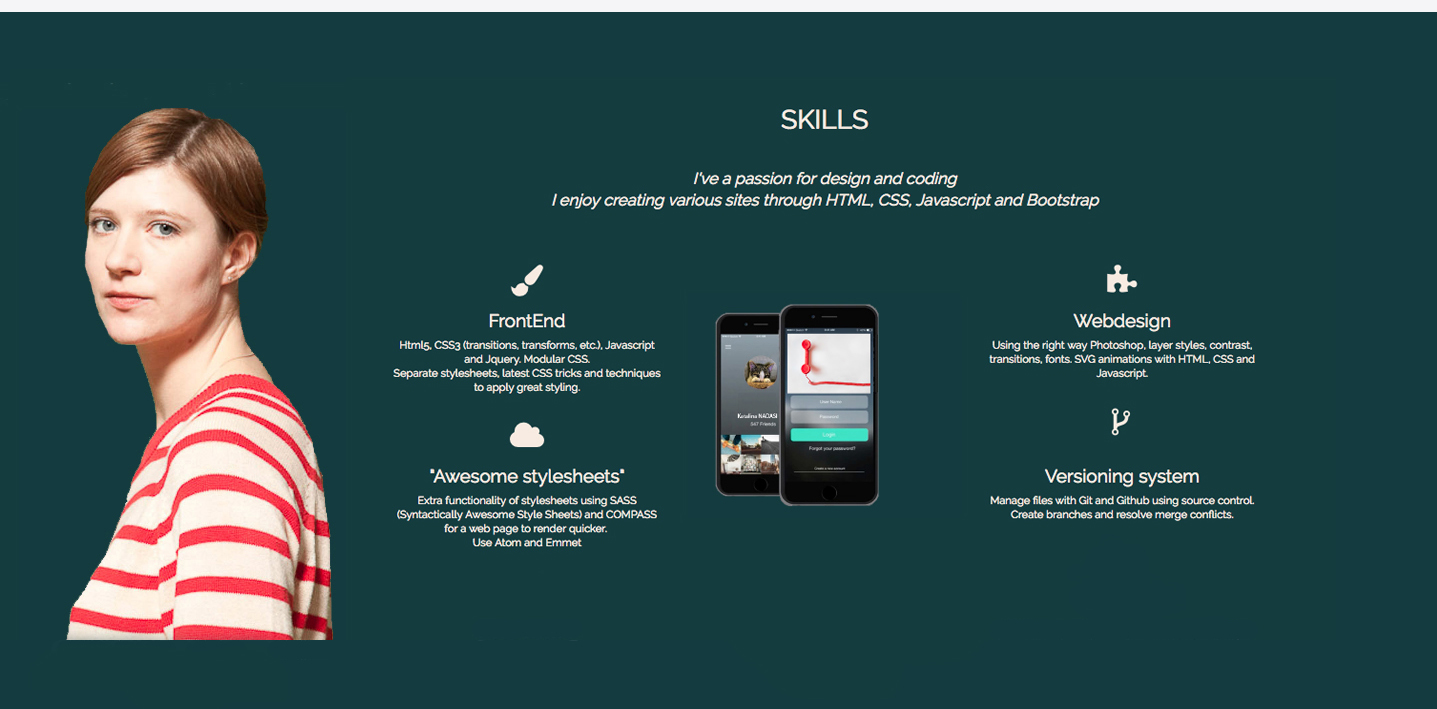 SKILLS
I've a passion for design and coding
I enjoy creating various sites through HTML, CSS, Javascript and Bootstrap
FrontEnd
Html5, CSS3 (transitions, transforms, etc.), Javascript
and Jquery. Modular CSS.
Separate stylesheets, latest CSS tricks and techniques
to apply great styling.
"Awesome stylesheets"
Extra functionality of stylesheets using SASS
(Syntactically Awesome Style Sheets) and COMPASS
for a web page to render quicker.
Use Atom and Emmet
Katalina NADASI
547 Friends
User Name
Password
Login
Forgot your password?
Create a new account
Webdesign
Using the right way Photoshop, layer styles, contrast,
transitions, fonts. SVG animations with HTML, CSS and
Javascript.
Versioning system
Manage files with Git and Github using source control.
Create branches and resolve merge conflicts.